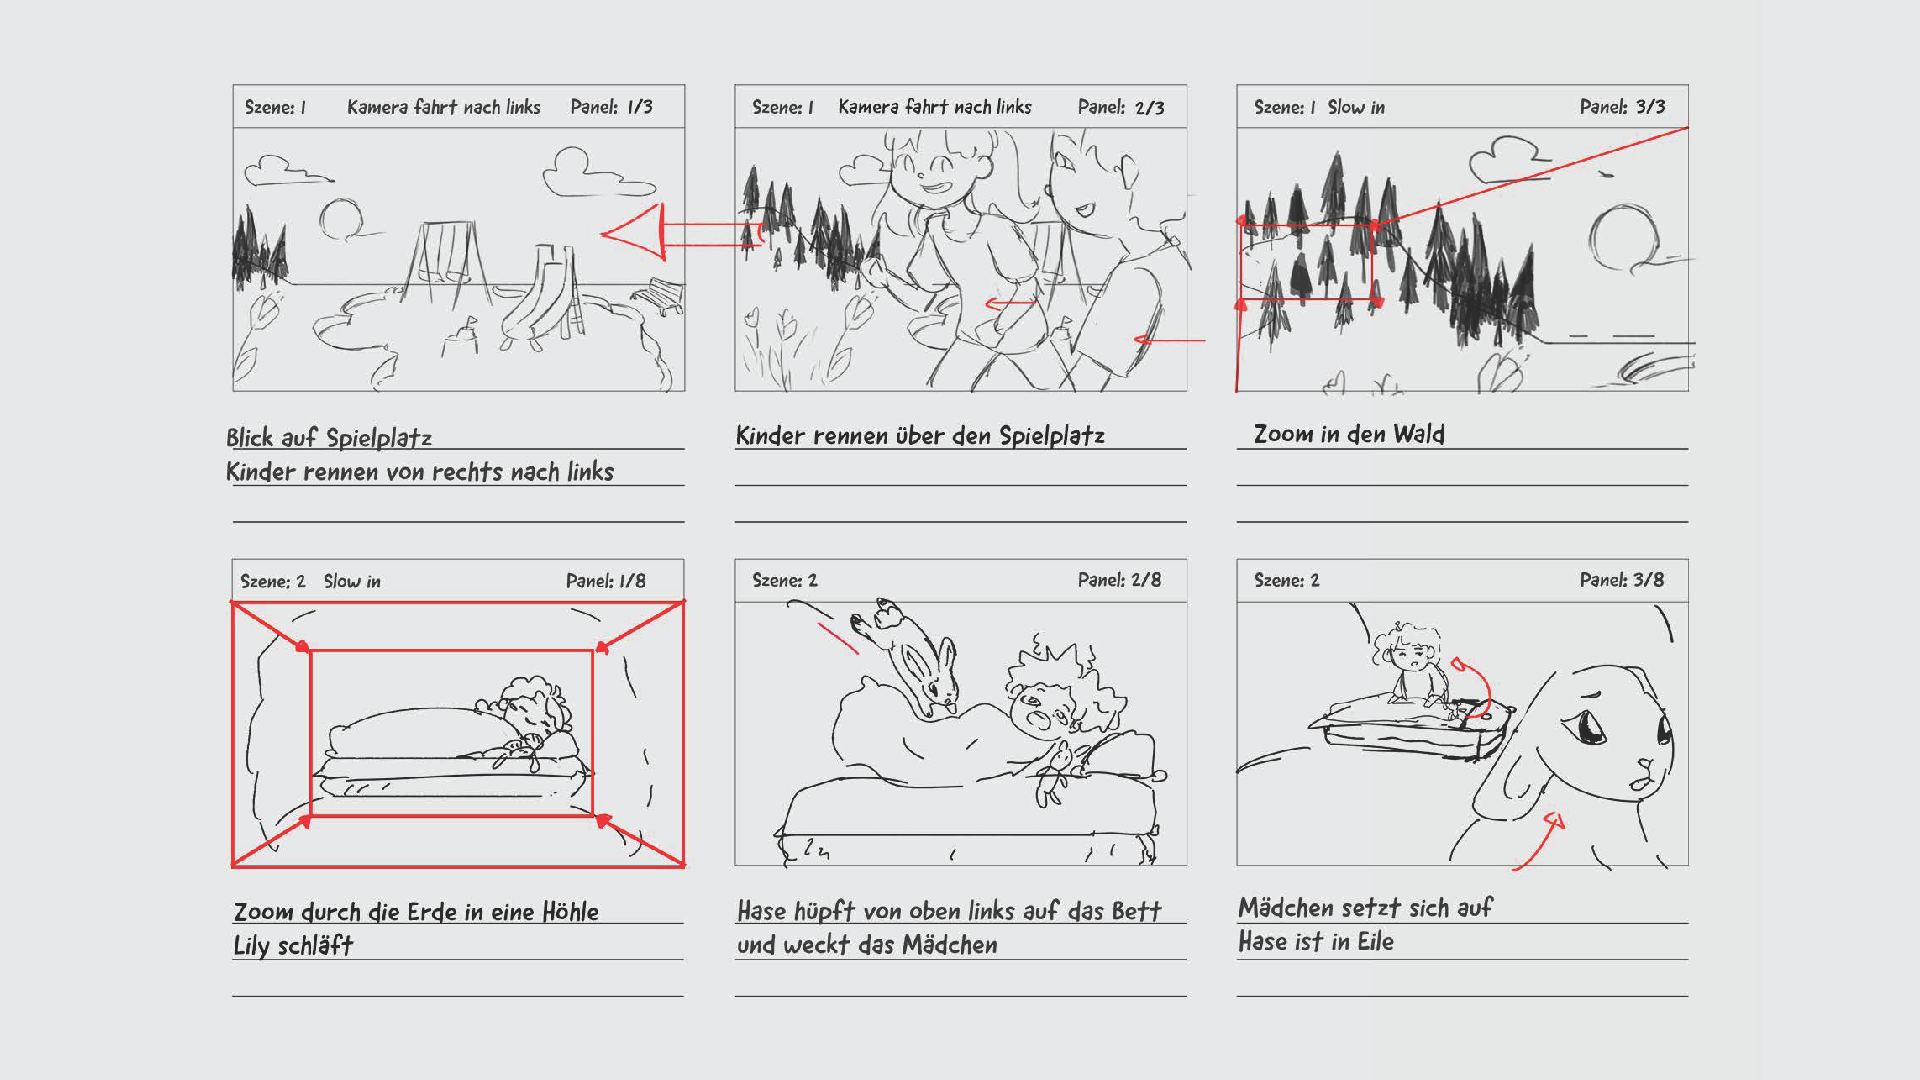 Szene: 1 Kamera fahrt nach links Panel: 1/3
Blick auf Spielplatz
Kinder rennen von rechts nach links
Szene: 1 Kamera fahrt nach links Panel: 2/3
Kinder rennen über den Spielplatz
Szene: 1 Slow in Panel: 3/3
Zoom in den Wald
Szene: 2 Slow in Panel: 1/8
Zoom durch die Erde in eine Höhle
Lily schläft
Szene: 2 Panel: 2/8
Hase hüpft von oben links auf das Bett
und weckt das Mädchen
Szene: 2 Panel: 3/8
Mädchen setzt sich auf
Hase ist in Eile